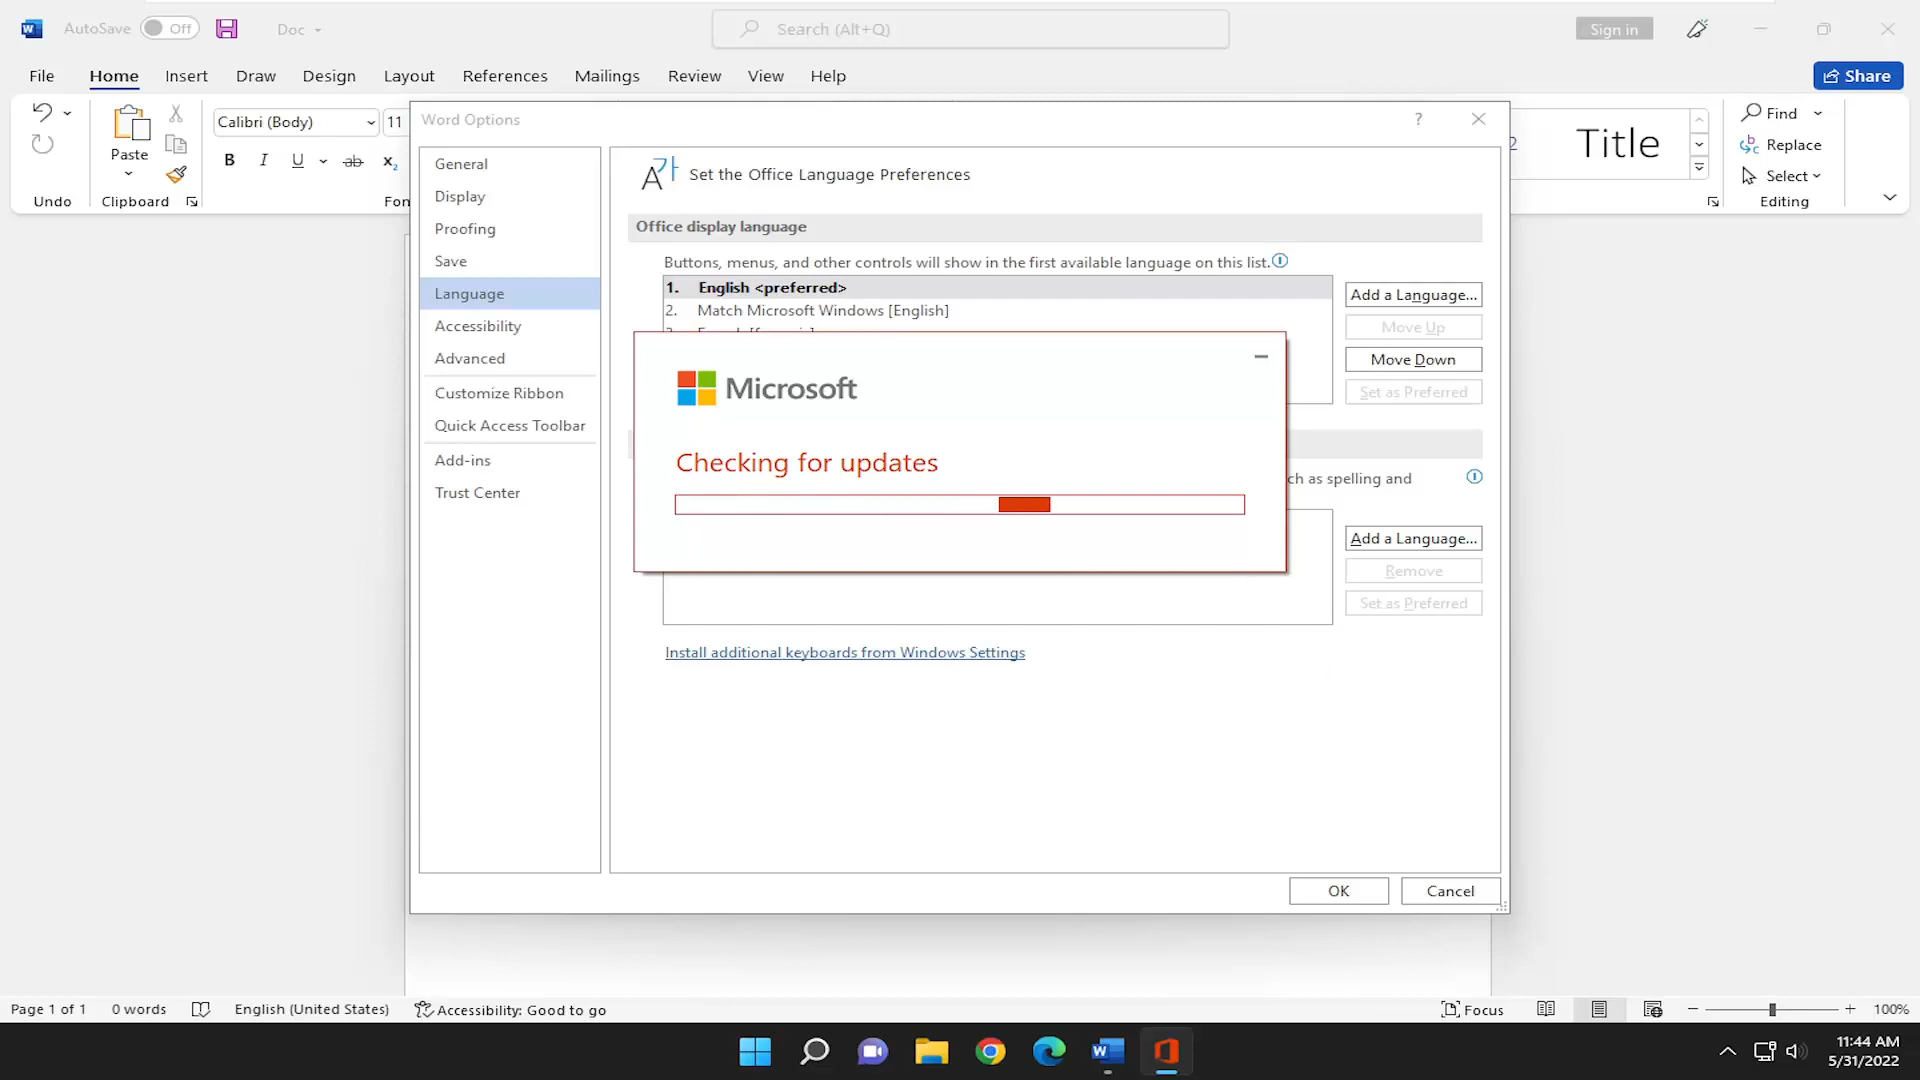 AutoSave Off Doc Search (Alt+Q) Sign in
File Home Insert Draw Design Layout References Mailings Review View Help Share
Calibri (Body) 11
Paste
B I U ab x₂
Undo Clipboard
Title
Find
Replace
Select
Editing
Word Options ?
General
Display
Proofing
Save
Language
Accessibility
Advanced
Customize Ribbon
Quick Access Toolbar
Add-ins
Trust Center
Set the Office Language Preferences
Office display language
Buttons, menus, and other controls will show in the first available language on this list.
1. English <preferred>
2. Match Microsoft Windows [English]
Add a Language...
Move Up
Move Down
Set as Preferred
Microsoft
Checking for updates
spelling and
Add a Language...
Remove
Set as Preferred
Install additional keyboards from Windows Settings
OK Cancel
Page 1 of 1 0 words English (United States) Accessibility: Good to go Focus 100%
11:44 AM
5/31/2022